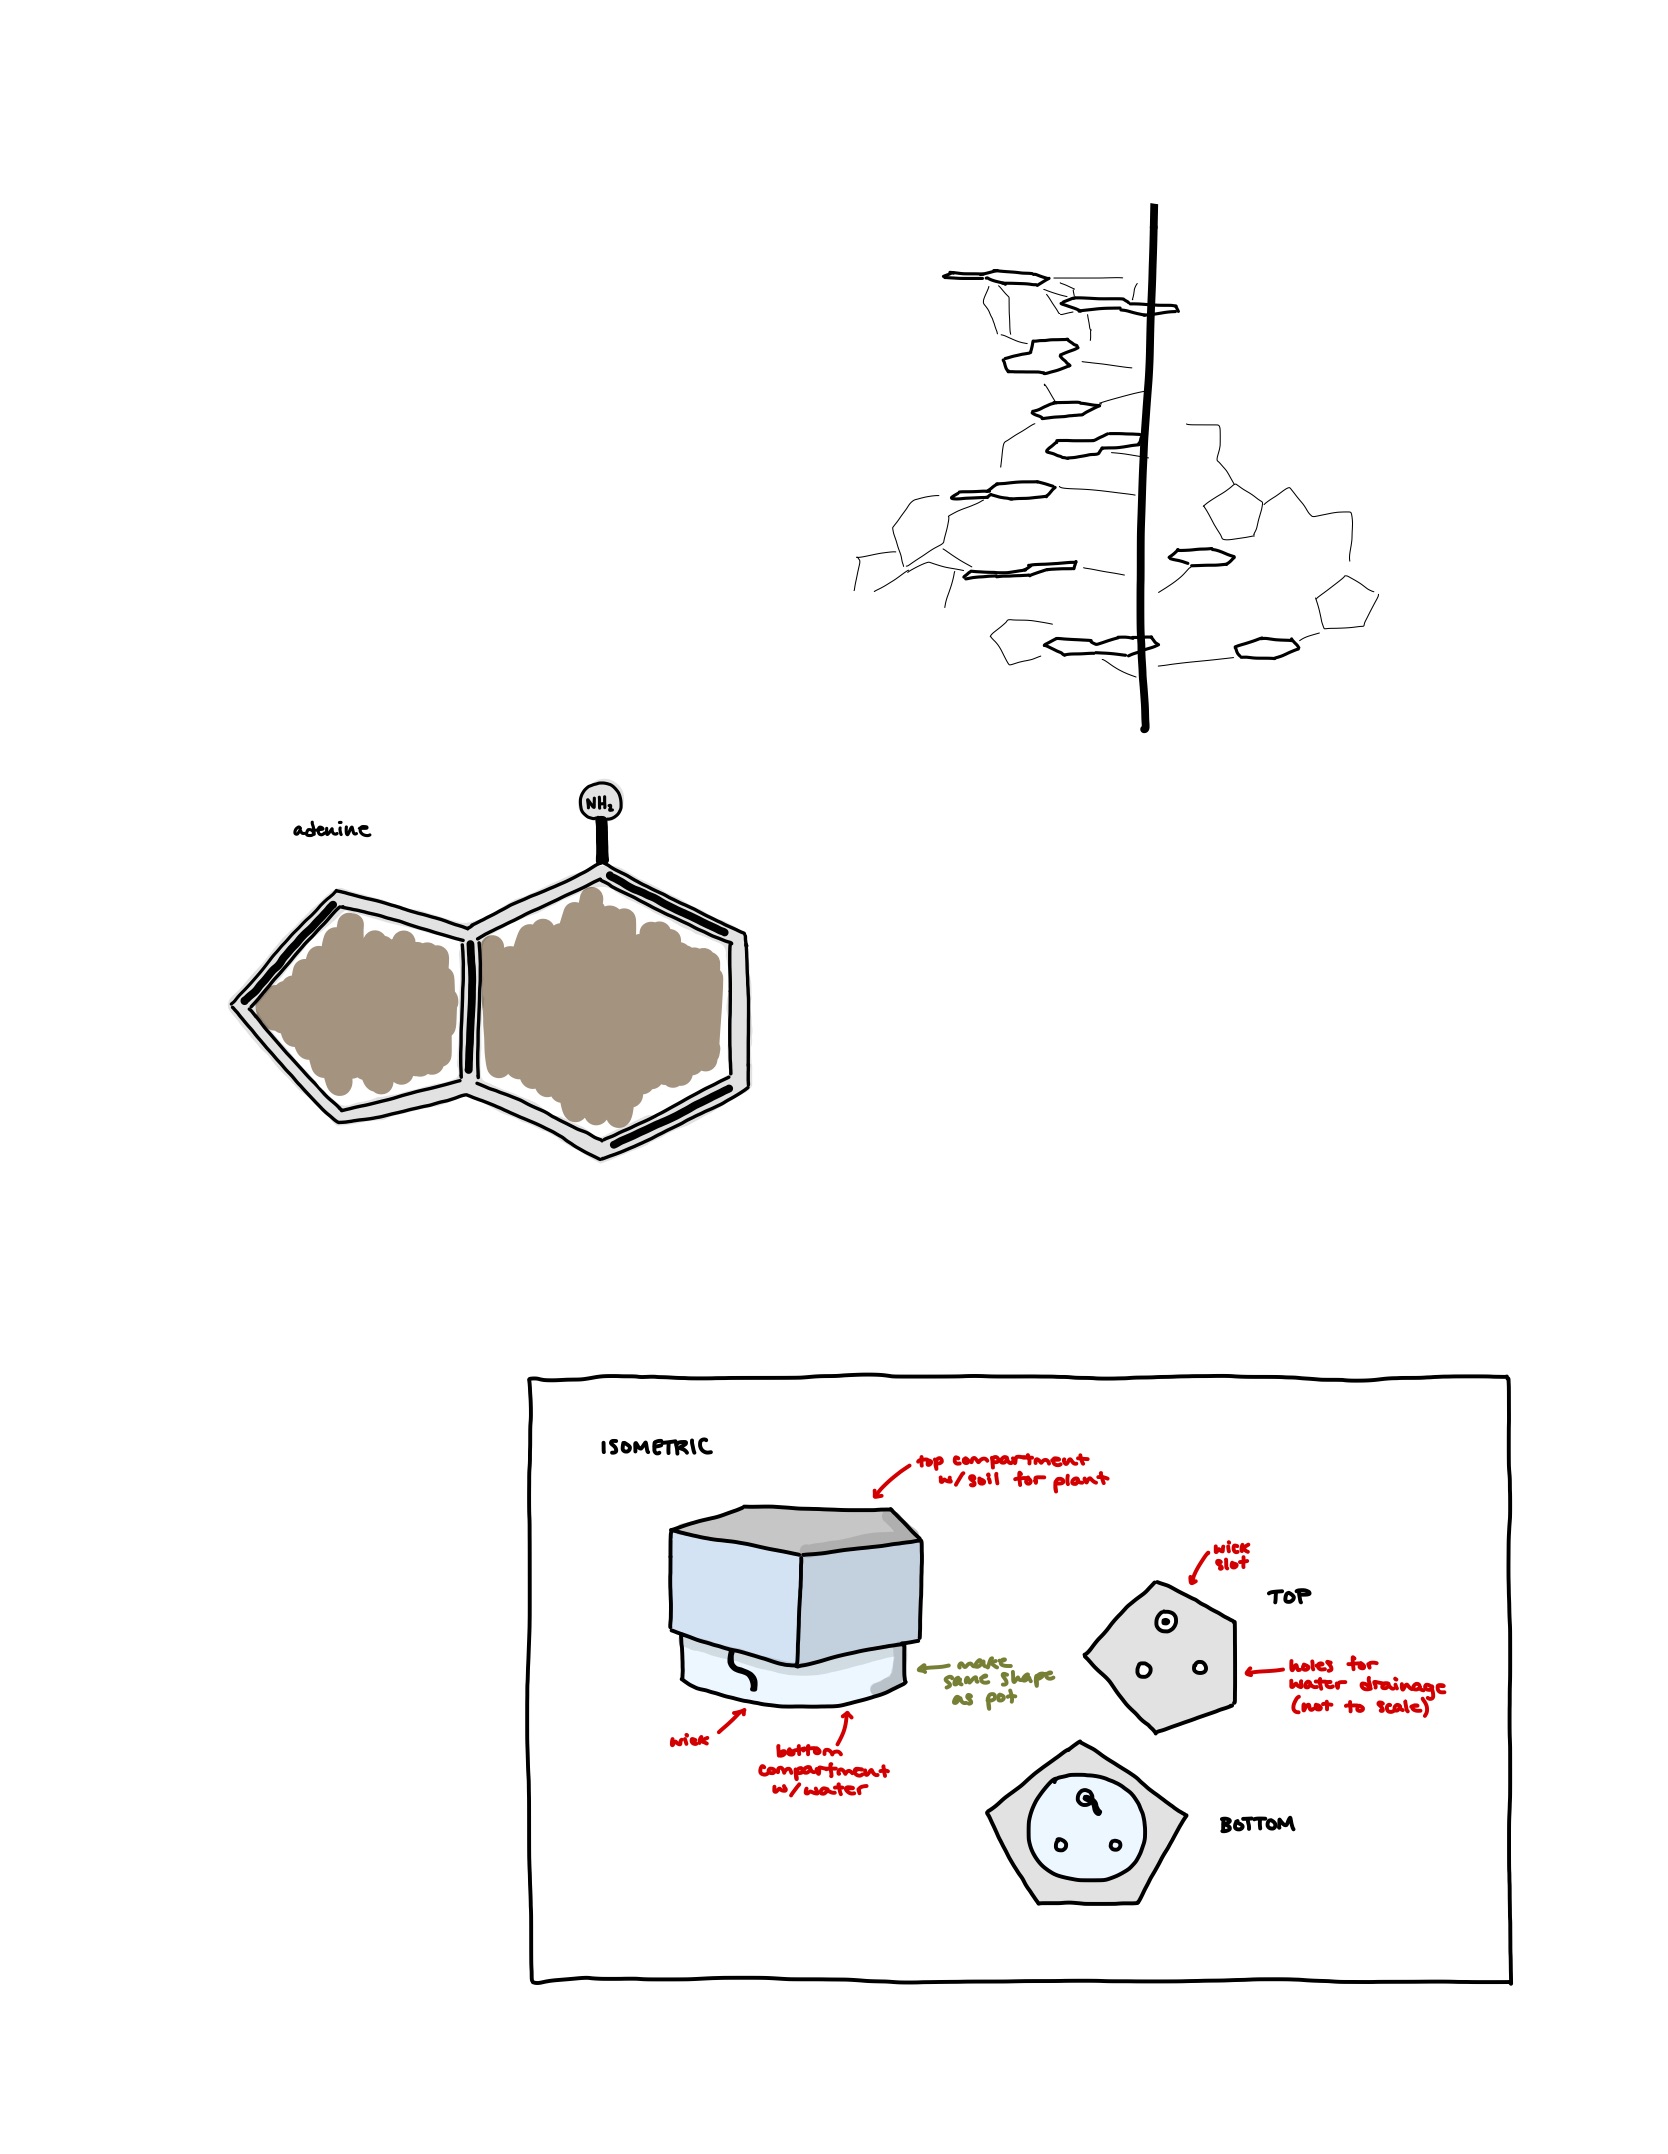 NH₂
adenine
ISOMETRIC
top compartment
w/soil for plant
wick
slot
TOP
make
same shape
as pot
holes for
water drainage
(not to scale)
wick
bottom
compartment
w/water
BOTTOM